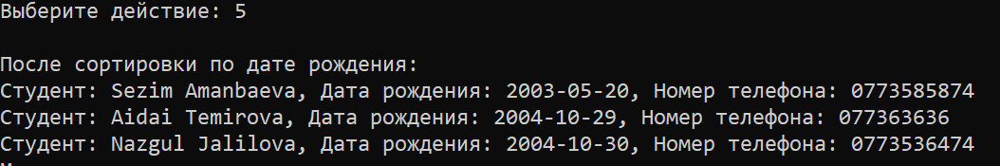 Выберите действие: 5
После сортировки по дате рождения:
Студент: Sezim Amanbaeva, Дата рождения: 2003-05-20, Номер телефона: 0773585874
Студент: Aidai Temirova, Дата рождения: 2004-10-29, Номер телефона: 077363636
Студент: Nazgul Jalilova, Дата рождения: 2004-10-30, Номер телефона: 0773536474